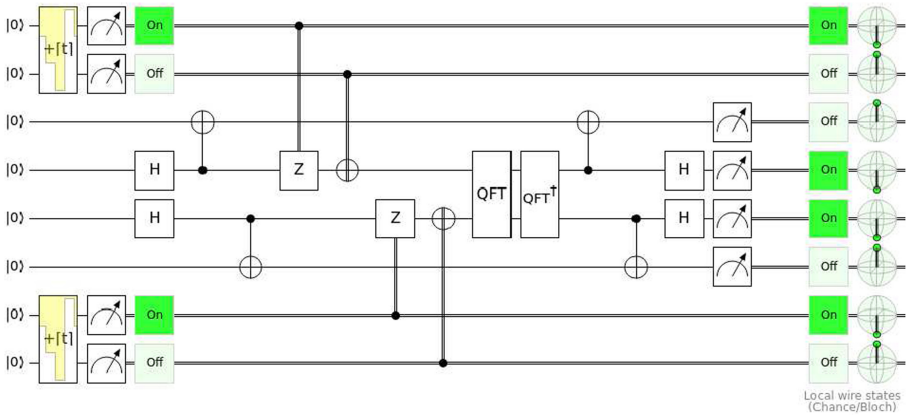 |0⟩ +⌈t⌉ On On
|0⟩ Off Off
|0⟩ Off
|0⟩ H Z QFT QFT† H On
|0⟩ H Z H On
|0⟩ Off
|0⟩ +⌈t⌉ On On
|0⟩ Off Off
Local wire states
(Chance/Bloch)